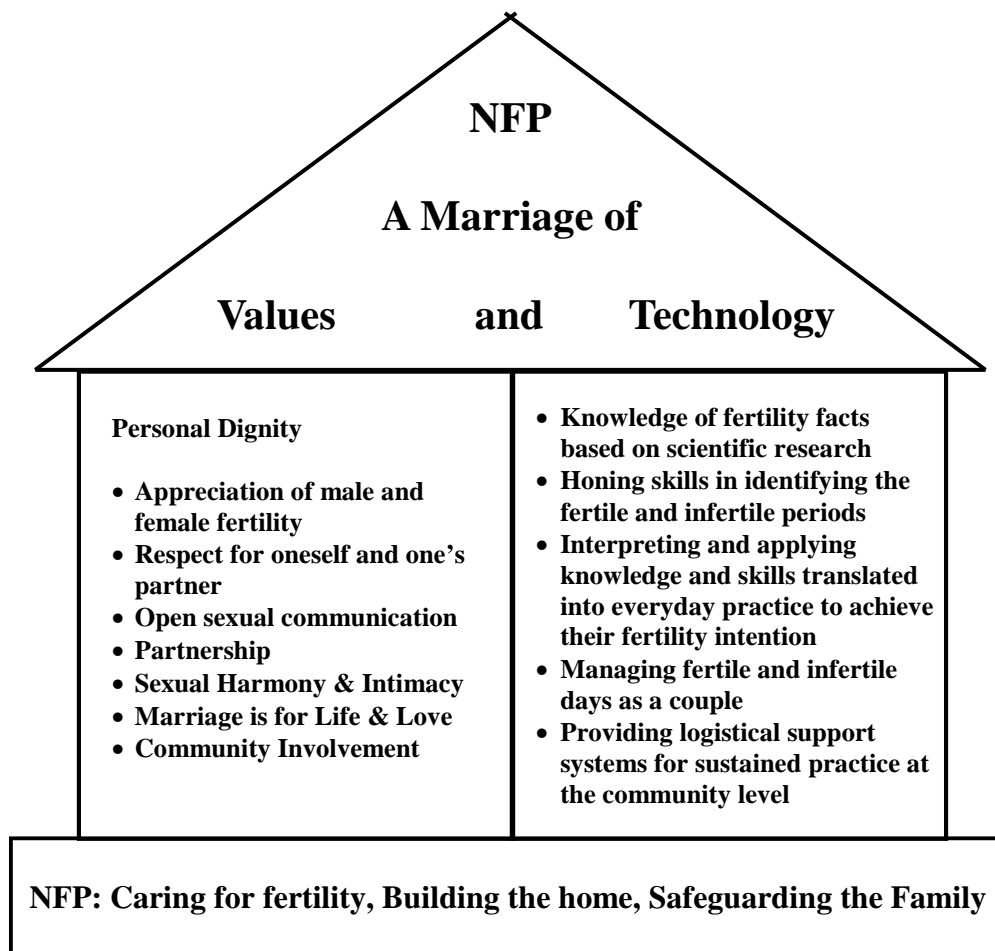 NFP
A Marriage of
Values and Technology
Personal Dignity
• Appreciation of male and
female fertility
• Respect for oneself and one's
partner
• Open sexual communication
• Partnership
• Sexual Harmony & Intimacy
• Marriage is for Life & Love
• Community Involvement
• Knowledge of fertility facts
based on scientific research
• Honing skills in identifying the
fertile and infertile periods
• Interpreting and applying
knowledge and skills translated
into everyday practice to achieve
their fertility intention
• Managing fertile and infertile
days as a couple
• Providing logistical support
systems for sustained practice at
the community level
NFP: Caring for fertility, Building the home, Safeguarding the Family